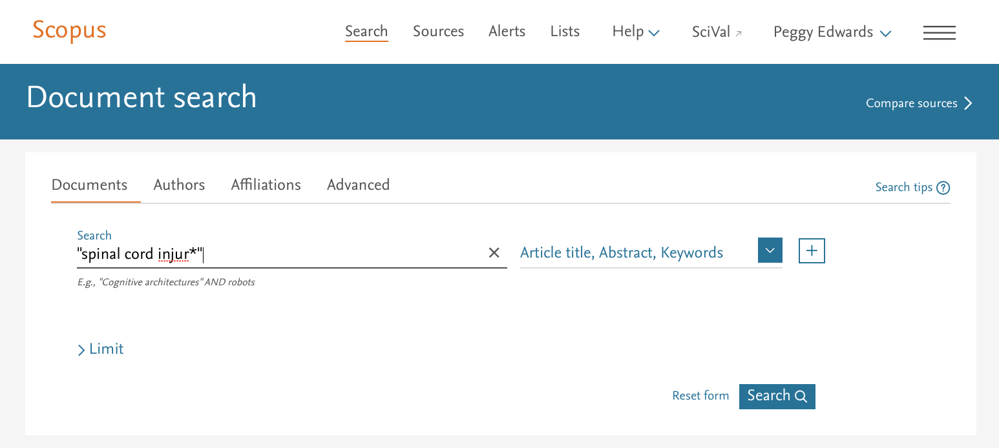 Scopus
Search Sources Alerts Lists Help SciVal Peggy Edwards
Document search
Compare sources
Documents Authors Affiliations Advanced
Search tips ?
Search
"spinal cord injur*"
Article title, Abstract, Keywords
E.g., "Cognitive architectures" AND robots
Limit
Reset form Search